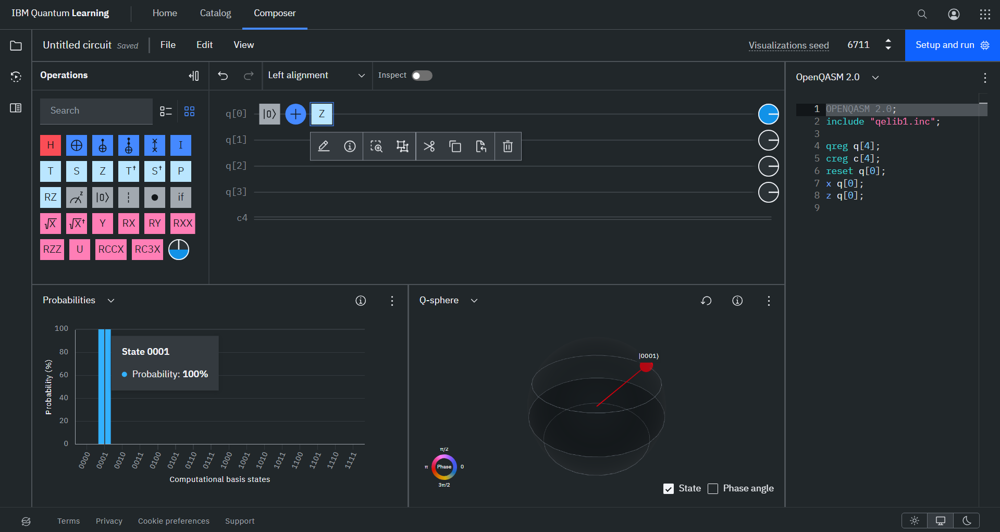 IBM Quantum Learning
Home
Catalog
Composer
Untitled circuit
Saved
File
Edit
View
Visualizations seed
6711
Setup and run
Operations
Left alignment
Inspect
OpenQASM 2.0
Search
H
I
T
S
Z
T†
S†
P
RZ
z
|0⟩
if
√X
√X†
Y
RX
RY
RXX
RZZ
U
RCCX
RC3X
q[0]
|0⟩
Z
q[1]
q[2]
q[3]
c4
1 OPENQASM 2.0;
2 include "qelib1.inc";
3
4 qreg q[4];
5 creg c[4];
6 reset q[0];
7 x q[0];
8 z q[0];
9
Probabilities
Probability (%)
100
80
60
40
20
0
State 0001
Probability: 100%
0000
0001
0010
0011
0100
0101
0110
0111
1000
1001
1010
1011
1100
1101
1110
1111
Computational basis states
Q-sphere
|0001⟩
π/2
π
Phase
0
3π/2
State
Phase angle
Terms
Privacy
Cookie preferences
Support